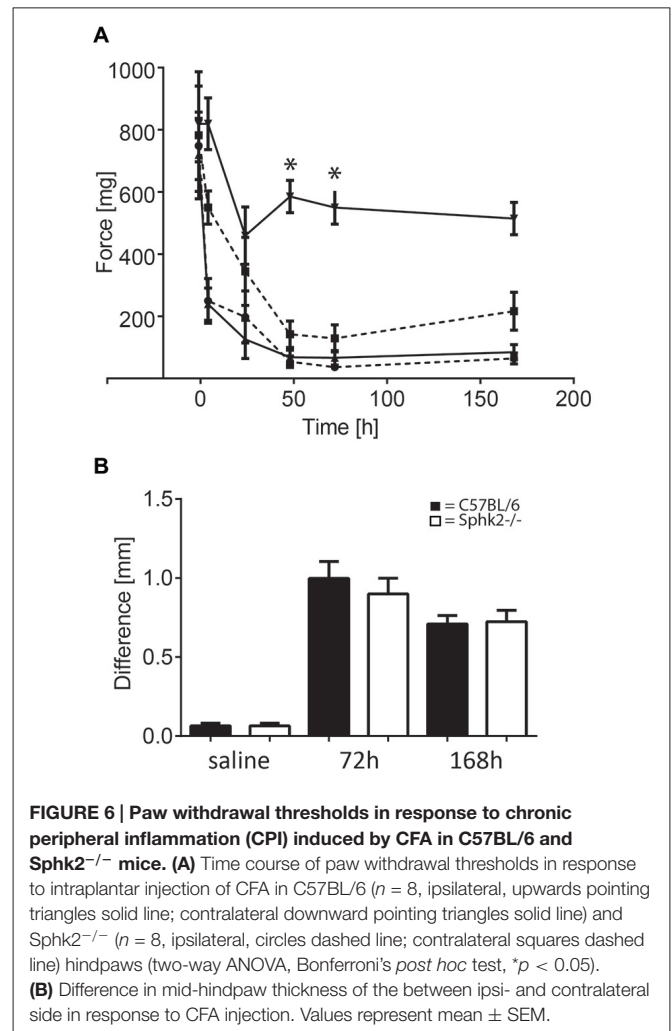 A
1000
800
600
400
200
Force [mg]
* *
0 50 100 150 200
Time [h]
B
1.5
1.0
0.5
0.0
Difference [mm]
■ = C57BL/6
□ = Sphk2-/-
saline 72h 168h
FIGURE 6 | Paw withdrawal thresholds in response to chronic
peripheral inflammation (CPI) induced by CFA in C57BL/6 and
Sphk2−/− mice. (A) Time course of paw withdrawal thresholds in response
to intraplantar injection of CFA in C57BL/6 (n = 8, ipsilateral, upwards pointing
triangles solid line; contralateral downward pointing triangles solid line) and
Sphk2−/− (n = 8, ipsilateral, circles dashed line; contralateral squares dashed
line) hindpaws (two-way ANOVA, Bonferroni's post hoc test, *p < 0.05).
(B) Difference in mid-hindpaw thickness of the between ipsi- and contralateral
side in response to CFA injection. Values represent mean ± SEM.